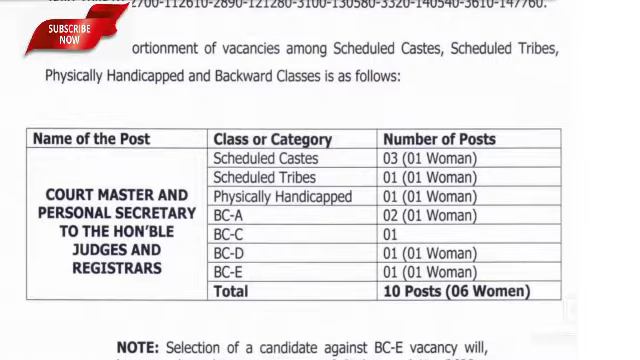 2700-112610-2890-121280-3100-130580-3320-140540-3610-147760.
SUBSCRIBE
NOW
ortionment of vacancies among Scheduled Castes, Scheduled Tribes,
Physically Handicapped and Backward Classes is as follows:
Name of the Post Class or Category Number of Posts
COURT MASTER AND
PERSONAL SECRETARY
TO THE HON'BLE
JUDGES AND
REGISTRARS
Scheduled Castes 03 (01 Woman)
Scheduled Tribes 01 (01 Woman)
Physically Handicapped 01 (01 Woman)
BC-A 02 (01 Woman)
BC-C 01
BC-D 01 (01 Woman)
BC-E 01 (01 Woman)
Total 10 Posts (06 Women)
NOTE: Selection of a candidate against BC-E vacancy will,